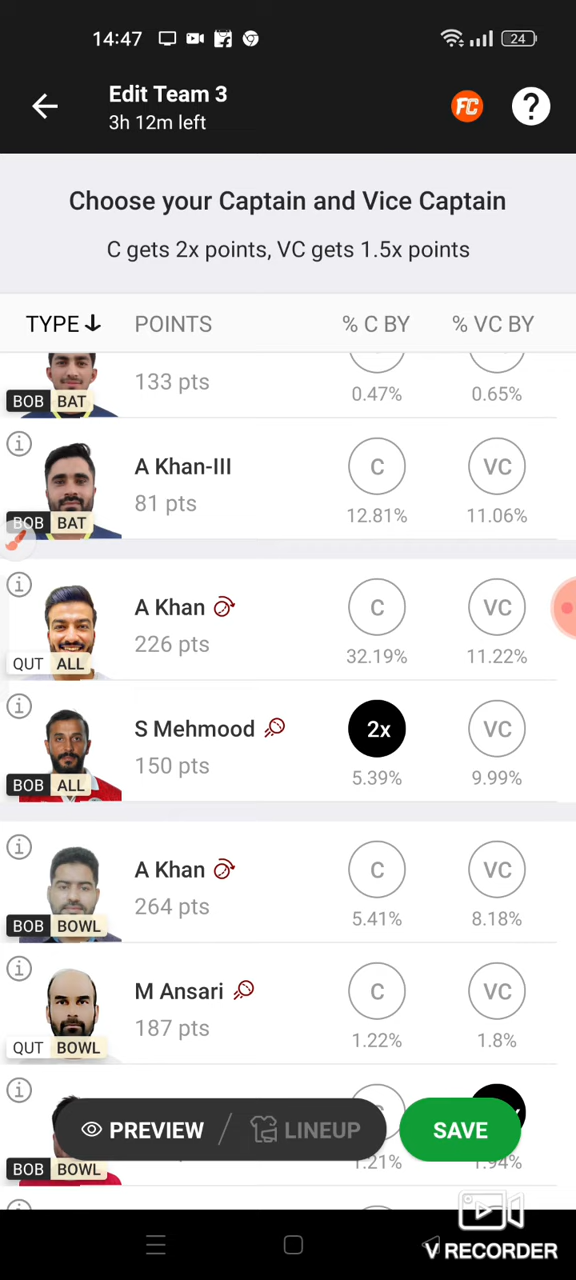 14:47
24
Edit Team 3
3h 12m left
FC
?
Choose your Captain and Vice Captain
C gets 2x points, VC gets 1.5x points
TYPE POINTS % C BY % VC BY
133 pts
BOB BAT
0.47% 0.65%
A Khan-III
C VC
81 pts
BOB BAT
12.81% 11.06%
A Khan
C VC
226 pts
QUT ALL
32.19% 11.22%
S Mehmood
2x VC
150 pts
BOB ALL
5.39% 9.99%
A Khan
C VC
264 pts
BOB BOWL
5.41% 8.18%
M Ansari
C VC
187 pts
QUT BOWL
1.22% 1.8%
PREVIEW / LINEUP SAVE
BOB BOWL
1.21% 1.94%
V RECORDER